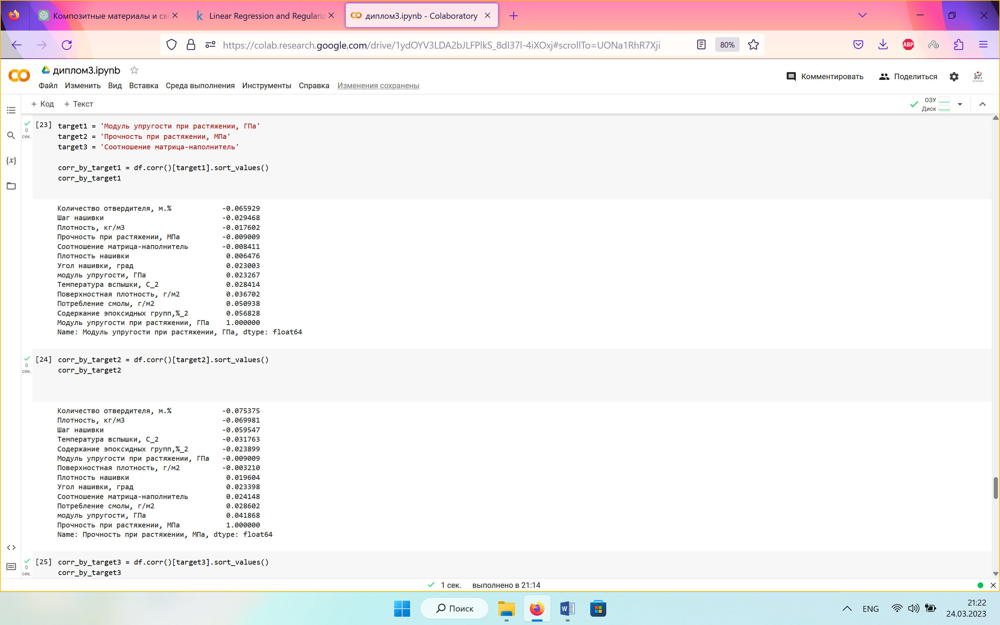 Композитные материалы и сво
Linear Regression and Regulariz
диплом3.ipynb - Colaboratory
https://colab.research.google.com/drive/1ydOYV3LDA2bJLFPlkS_8dI37l-4iXOxj#scrollTo=UONa1RhR7Xji
80%
ABP
диплом3.ipynb
Файл Изменить Вид Вставка Среда выполнения Инструменты Справка Изменения сохранены
Комментировать Поделиться
+ Код + Текст
ОЗУ
Диск
[23] target1 = 'Модуль упругости при растяжении, ГПа'
0
target2 = 'Прочность при растяжении, МПа'
сек.
target3 = 'Соотношение матрица-наполнитель'
{x}
corr_by_target1 = df.corr()[target1].sort_values()
corr_by_target1
Количество отвердителя, м.% -0.065929
Шаг нашивки -0.029468
Плотность, кг/м3 -0.017602
Прочность при растяжении, МПа -0.009009
Соотношение матрица-наполнитель -0.008411
Плотность нашивки 0.006476
Угол нашивки, град 0.023003
модуль упругости, ГПа 0.023267
Температура вспышки, С_2 0.028414
Поверхностная плотность, г/м2 0.036702
Потребление смолы, г/м2 0.050938
Содержание эпоксидных групп,%_2 0.056828
Модуль упругости при растяжении, ГПа 1.000000
Name: Модуль упругости при растяжении, ГПа, dtype: float64
[24] corr_by_target2 = df.corr()[target2].sort_values()
0
corr_by_target2
сек.
Количество отвердителя, м.% -0.075375
Плотность, кг/м3 -0.069981
Шаг нашивки -0.059547
Температура вспышки, С_2 -0.031763
Содержание эпоксидных групп,%_2 -0.023899
Модуль упругости при растяжении, ГПа -0.009009
Поверхностная плотность, г/м2 -0.003210
Плотность нашивки 0.019604
Угол нашивки, град 0.023398
Соотношение матрица-наполнитель 0.024148
Потребление смолы, г/м2 0.028602
модуль упругости, ГПа 0.041868
Прочность при растяжении, МПа 1.000000
Name: Прочность при растяжении, МПа, dtype: float64
[25] corr_by_target3 = df.corr()[target3].sort_values()
0
corr_by_target3
сек.
1 сек. выполнено в 21:14
Поиск
ENG
21:22
24.03.2023